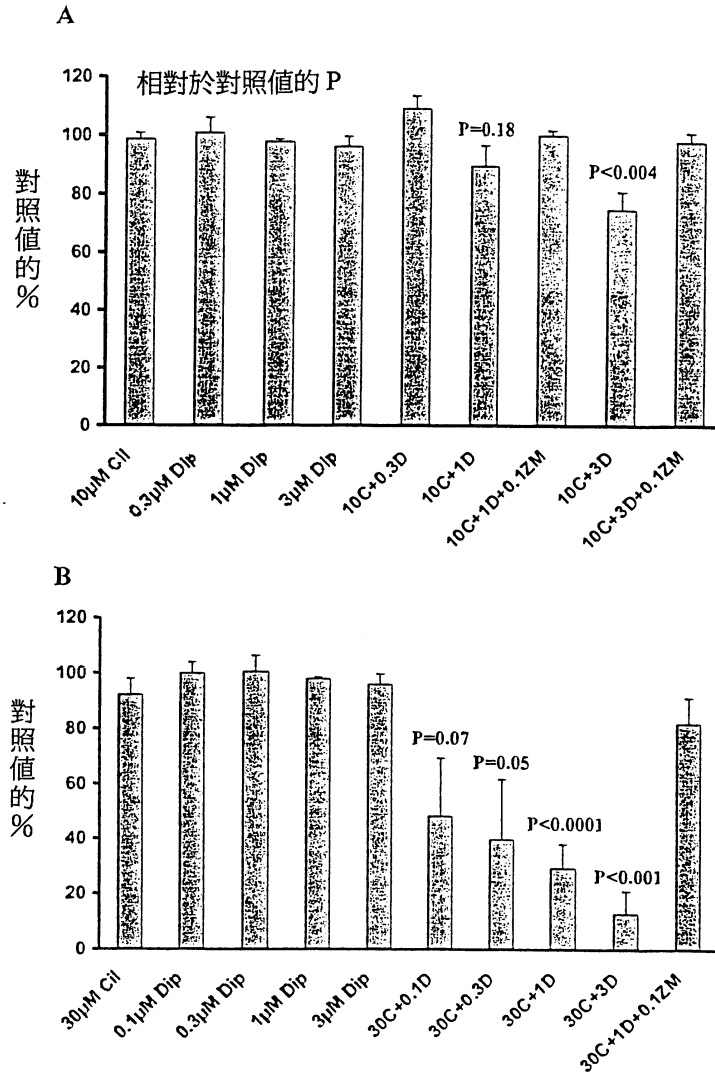 A
120
100
80
60
40
20
0
對照值的%
相對於對照值的 P
P=0.18
P<0.004
10µM Cil
0.3µM Dip
1µM Dip
3µM Dip
10C+0.3D
10C+1D
10C+1D+0.1ZM
10C+3D
10C+3D+0.1ZM
B
120
100
80
60
40
20
0
對照值的%
P=0.07
P=0.05
P<0.0001
P<0.001
30µM Cil
0.1µM Dip
0.3µM Dip
1µM Dip
3µM Dip
30C+0.1D
30C+0.3D
30C+1D
30C+3D
30C+1D+0.1ZM